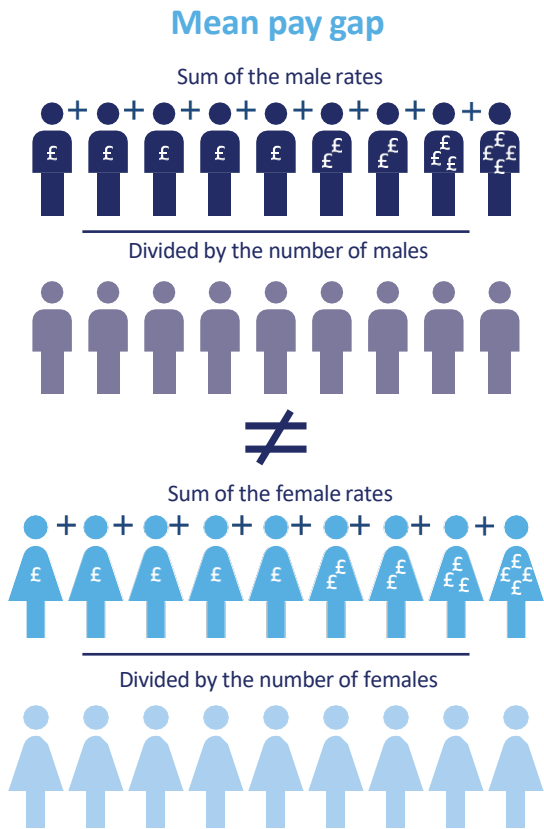 Mean pay gap
Sum of the male rates
+ + + + + + + +
£ £ £ £ £ ££ ££ £££ ££££
Divided by the number of males
≠
Sum of the female rates
+ + + + + + + +
£ £ £ £ £ ££ ££ £££ ££££
Divided by the number of females